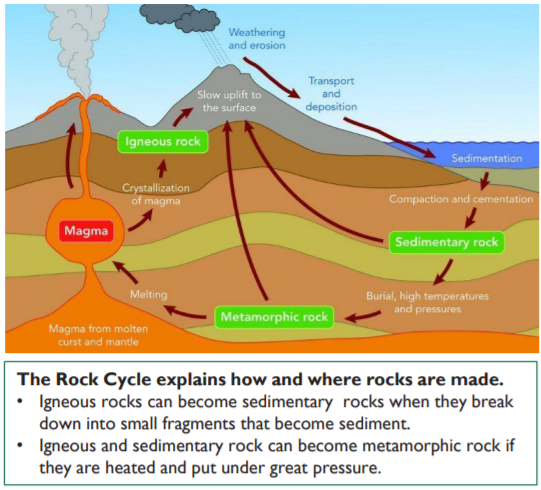 Weathering
and erosion
Transport
and
deposition
Slow uplift to
the surface
Igneous rock
Sedimentation
Crystallization
of magma
Compaction and cementation
Magma
Sedimentary rock
Melting
Burial, high temperatures
and pressures
Metamorphic rock
Magma from molten
curst and mantle
The Rock Cycle explains how and where rocks are made.
• Igneous rocks can become sedimentary rocks when they break
down into small fragments that become sediment.
• Igneous and sedimentary rock can become metamorphic rock if
they are heated and put under great pressure.